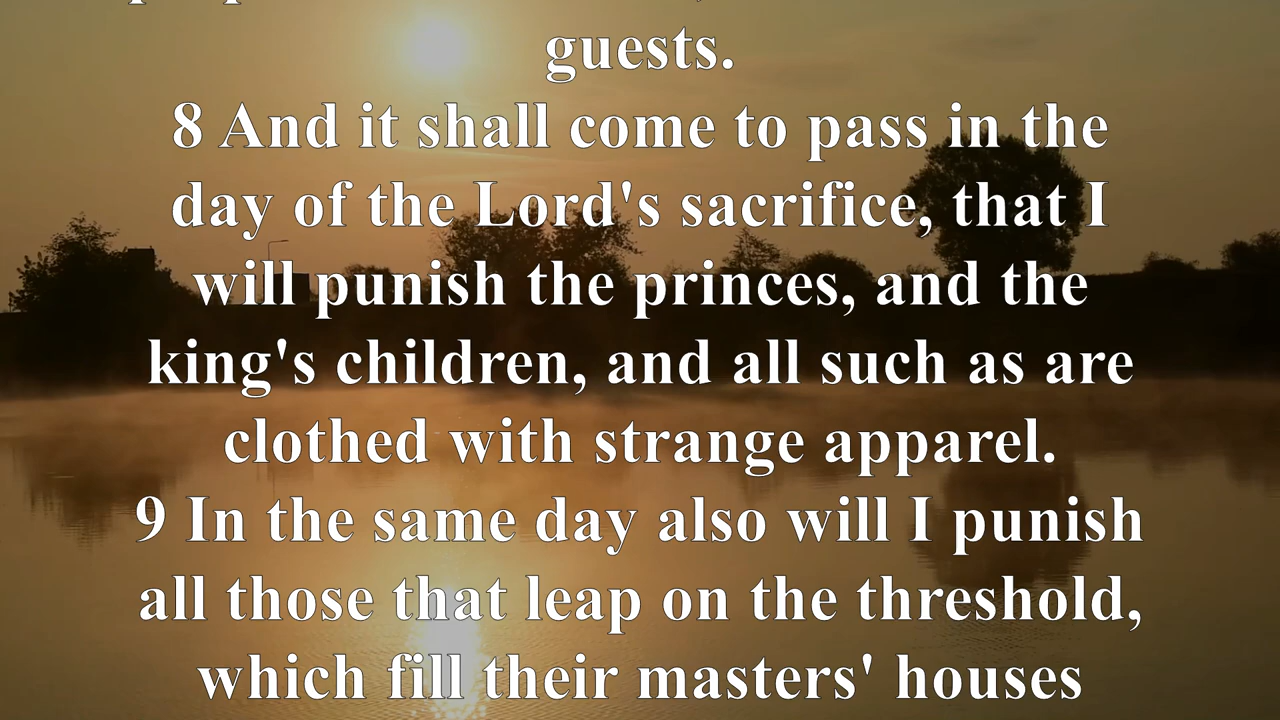 guests.
8 And it shall come to pass in the
day of the Lord's sacrifice, that I
will punish the princes, and the
king's children, and all such as are
clothed with strange apparel.
9 In the same day also will I punish
all those that leap on the threshold,
which fill their masters' houses